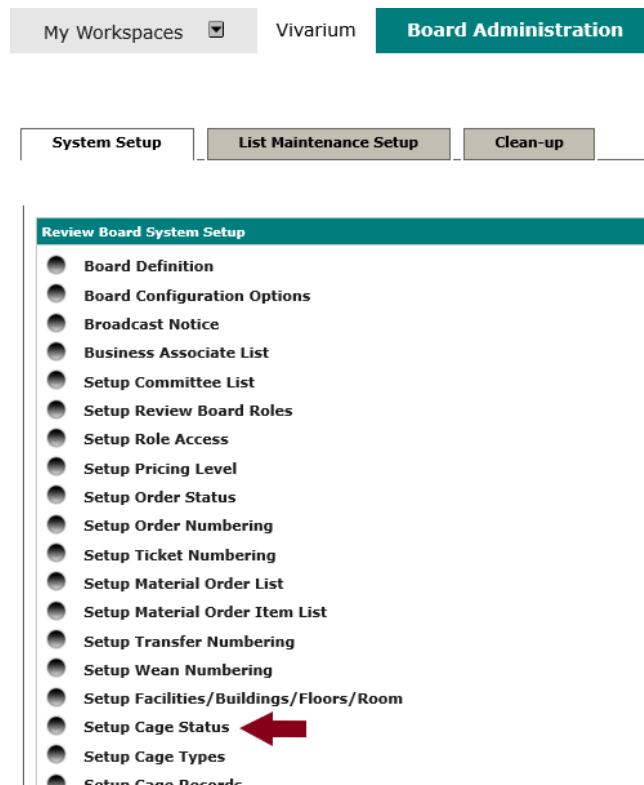 My Workspaces Vivarium Board Administration
System Setup List Maintenance Setup Clean-up
Review Board System Setup
Board Definition
Board Configuration Options
Broadcast Notice
Business Associate List
Setup Committee List
Setup Review Board Roles
Setup Role Access
Setup Pricing Level
Setup Order Status
Setup Order Numbering
Setup Ticket Numbering
Setup Material Order List
Setup Material Order Item List
Setup Transfer Numbering
Setup Wean Numbering
Setup Facilities/Buildings/Floors/Room
Setup Cage Status
Setup Cage Types
Setup Cage Records